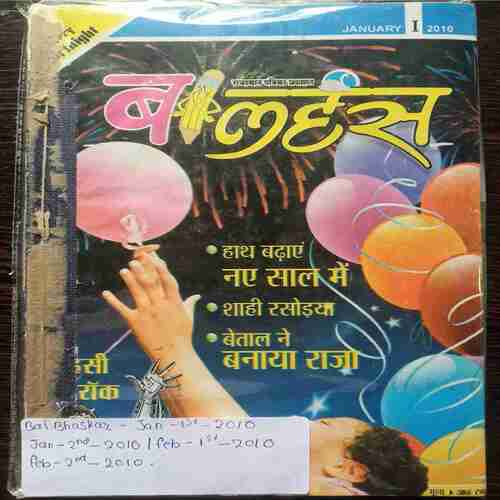 JANUARY I 2010
राजस्थान पत्रिका प्रकाशन
बालहंस
• हाथ बढ़ाएं
नए साल में
• शाही रसोइया
• बेताल ने
बनाया राजा
रॉक
Bal Bhaskar - Jan - 1st - 2010
Jan - 2nd - 2010 / Feb - 1st - 2010
Feb - 2nd - 2010